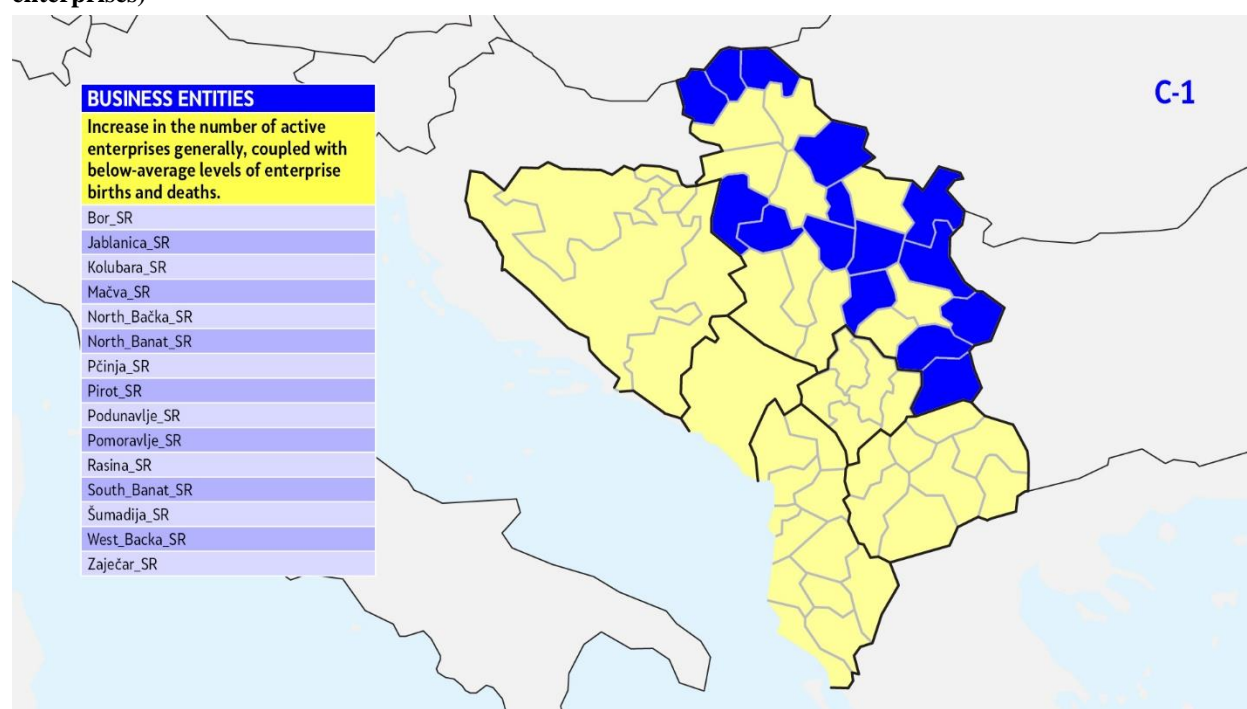 enterprises)
BUSINESS ENTITIES
Increase in the number of active
enterprises generally, coupled with
below-average levels of enterprise
births and deaths.
Bor_SR
Jablanica_SR
Kolubara_SR
Mačva_SR
North_Bačka_SR
North_Banat_SR
Pčinja_SR
Pirot_SR
Podunavlje_SR
Pomoravlje_SR
Rasina_SR
South_Banat_SR
Šumadija_SR
West_Backa_SR
Zaječar_SR
C-1